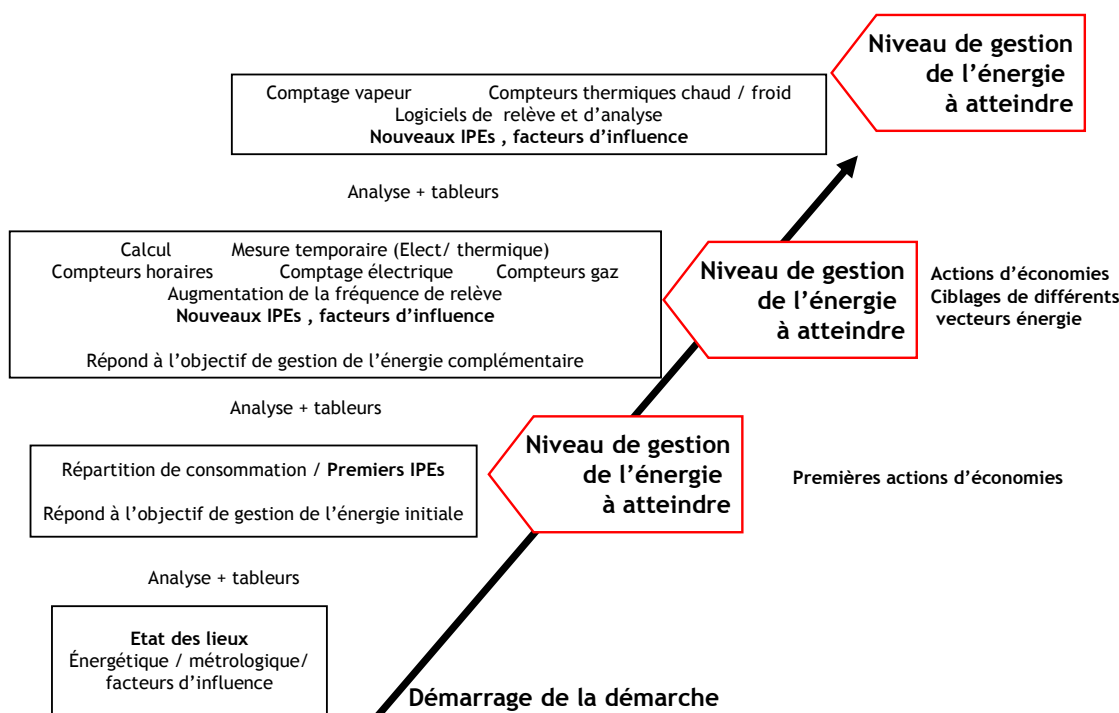 Niveau de gestion
de l’énergie
à atteindre
Comptage vapeur Compteurs thermiques chaud / froid
Logiciels de relève et d’analyse
Nouveaux IPEs , facteurs d’influence
Analyse + tableurs
Calcul Mesure temporaire (Elect/ thermique)
Compteurs horaires Comptage électrique Compteurs gaz
Augmentation de la fréquence de relève
Nouveaux IPEs , facteurs d’influence
Répond à l’objectif de gestion de l’énergie complémentaire
Niveau de gestion
de l’énergie
à atteindre
Actions d’économies
Ciblages de différents
vecteurs énergie
Analyse + tableurs
Répartition de consommation / Premiers IPEs
Répond à l’objectif de gestion de l’énergie initiale
Niveau de gestion
de l’énergie
à atteindre
Premières actions d’économies
Analyse + tableurs
Etat des lieux
Énergétique / métrologique/
facteurs d’influence
Démarrage de la démarche